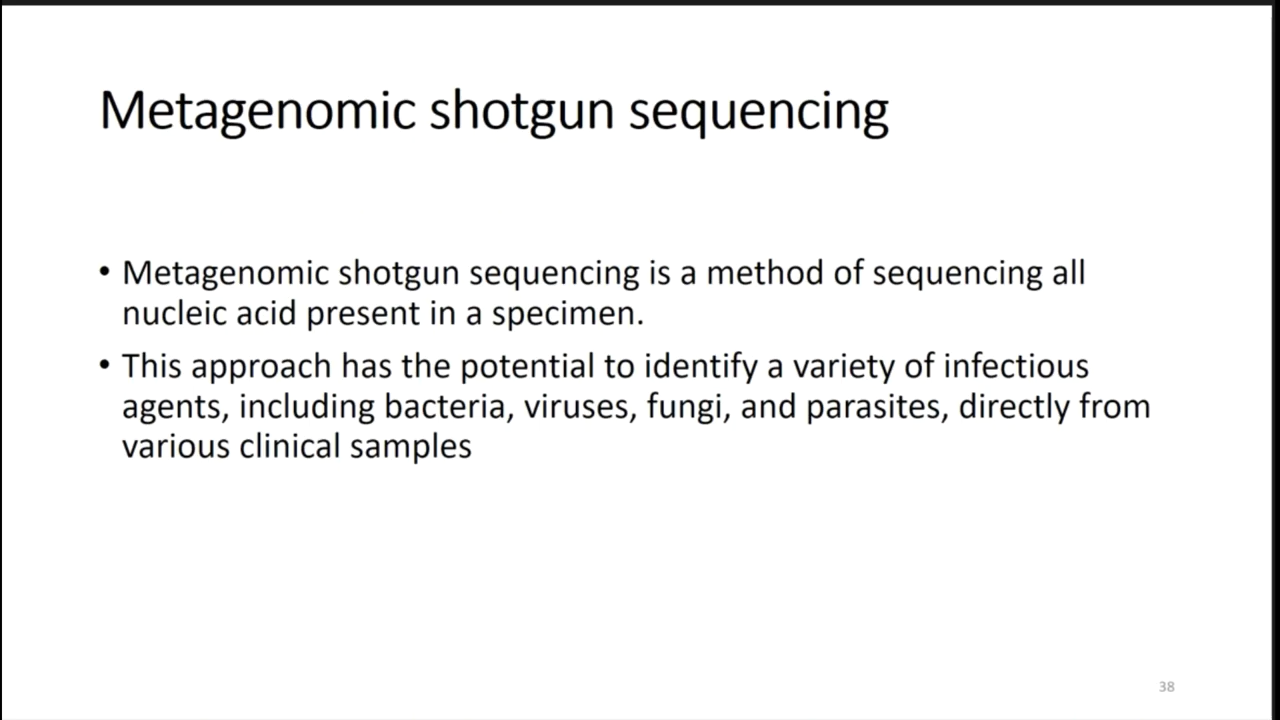 Metagenomic shotgun sequencing
• Metagenomic shotgun sequencing is a method of sequencing all
nucleic acid present in a specimen.
• This approach has the potential to identify a variety of infectious
agents, including bacteria, viruses, fungi, and parasites, directly from
various clinical samples
38